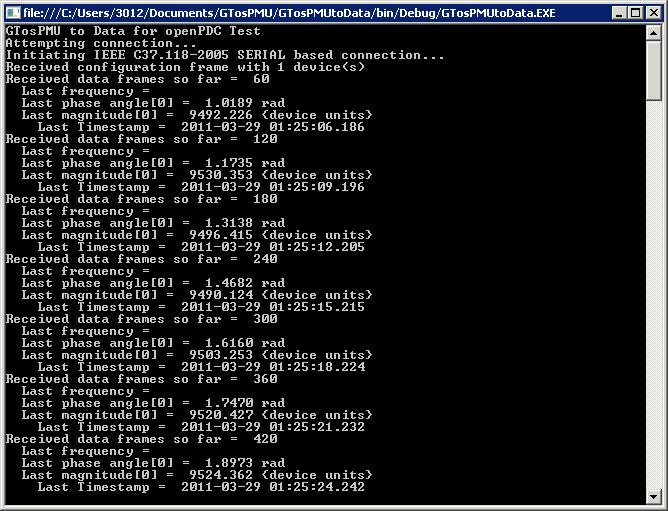 file:///C:/Users/3012/Documents/GTosPMU/GTosPMUtoData/bin/Debug/GTosPMUtoData.EXE
GTosPMU to Data for openPDC Test
Attempting connection...
Initiating IEEE C37.118-2005 SERIAL based connection...
Received configuration frame with 1 device(s)
Received data frames so far =  60
Last frequency =
Last phase angle[0] =  1.0189 rad
Last magnitude[0] =  9492.226 {device units}
Last Timestamp =  2011-03-29 01:25:06.186
Received data frames so far =  120
Last frequency =
Last phase angle[0] =  1.1735 rad
Last magnitude[0] =  9530.353 {device units}
Last Timestamp =  2011-03-29 01:25:09.196
Received data frames so far =  180
Last frequency =
Last phase angle[0] =  1.3138 rad
Last magnitude[0] =  9496.415 {device units}
Last Timestamp =  2011-03-29 01:25:12.205
Received data frames so far =  240
Last frequency =
Last phase angle[0] =  1.4682 rad
Last magnitude[0] =  9490.124 {device units}
Last Timestamp =  2011-03-29 01:25:15.215
Received data frames so far =  300
Last frequency =
Last phase angle[0] =  1.6160 rad
Last magnitude[0] =  9503.253 {device units}
Last Timestamp =  2011-03-29 01:25:18.224
Received data frames so far =  360
Last frequency =
Last phase angle[0] =  1.7470 rad
Last magnitude[0] =  9520.427 {device units}
Last Timestamp =  2011-03-29 01:25:21.232
Received data frames so far =  420
Last frequency =
Last phase angle[0] =  1.8973 rad
Last magnitude[0] =  9524.362 {device units}
Last Timestamp =  2011-03-29 01:25:24.242